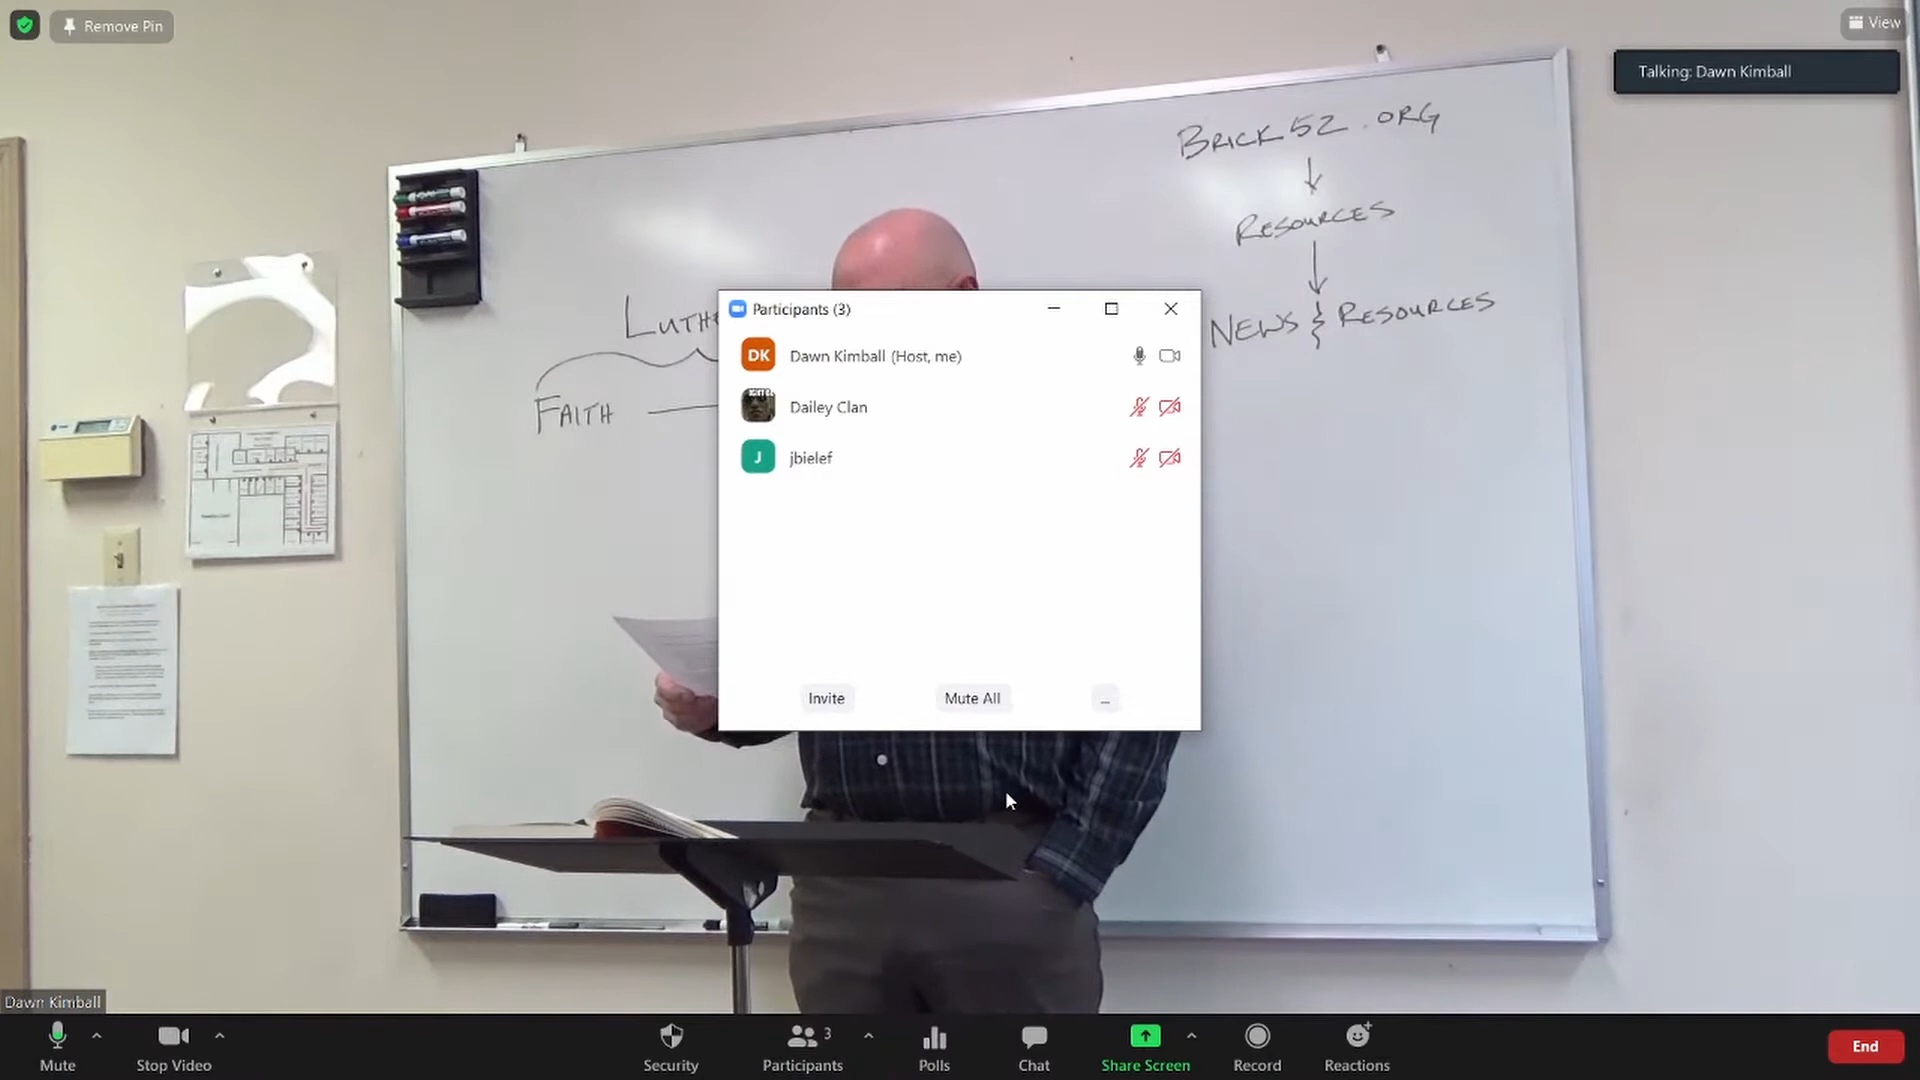 Remove Pin
View
Talking: Dawn Kimball
BRICK52.ORG
RESOURCES
NEWS & RESOURCES
FAITH
Participants (3)
DK
Dawn Kimball (Host, me)
Dailey Clan
J
jbielef
Invite
Mute All
...
Dawn Kimball
Mute
Stop Video
Security
Participants
3
Polls
Chat
Share Screen
Record
Reactions
End